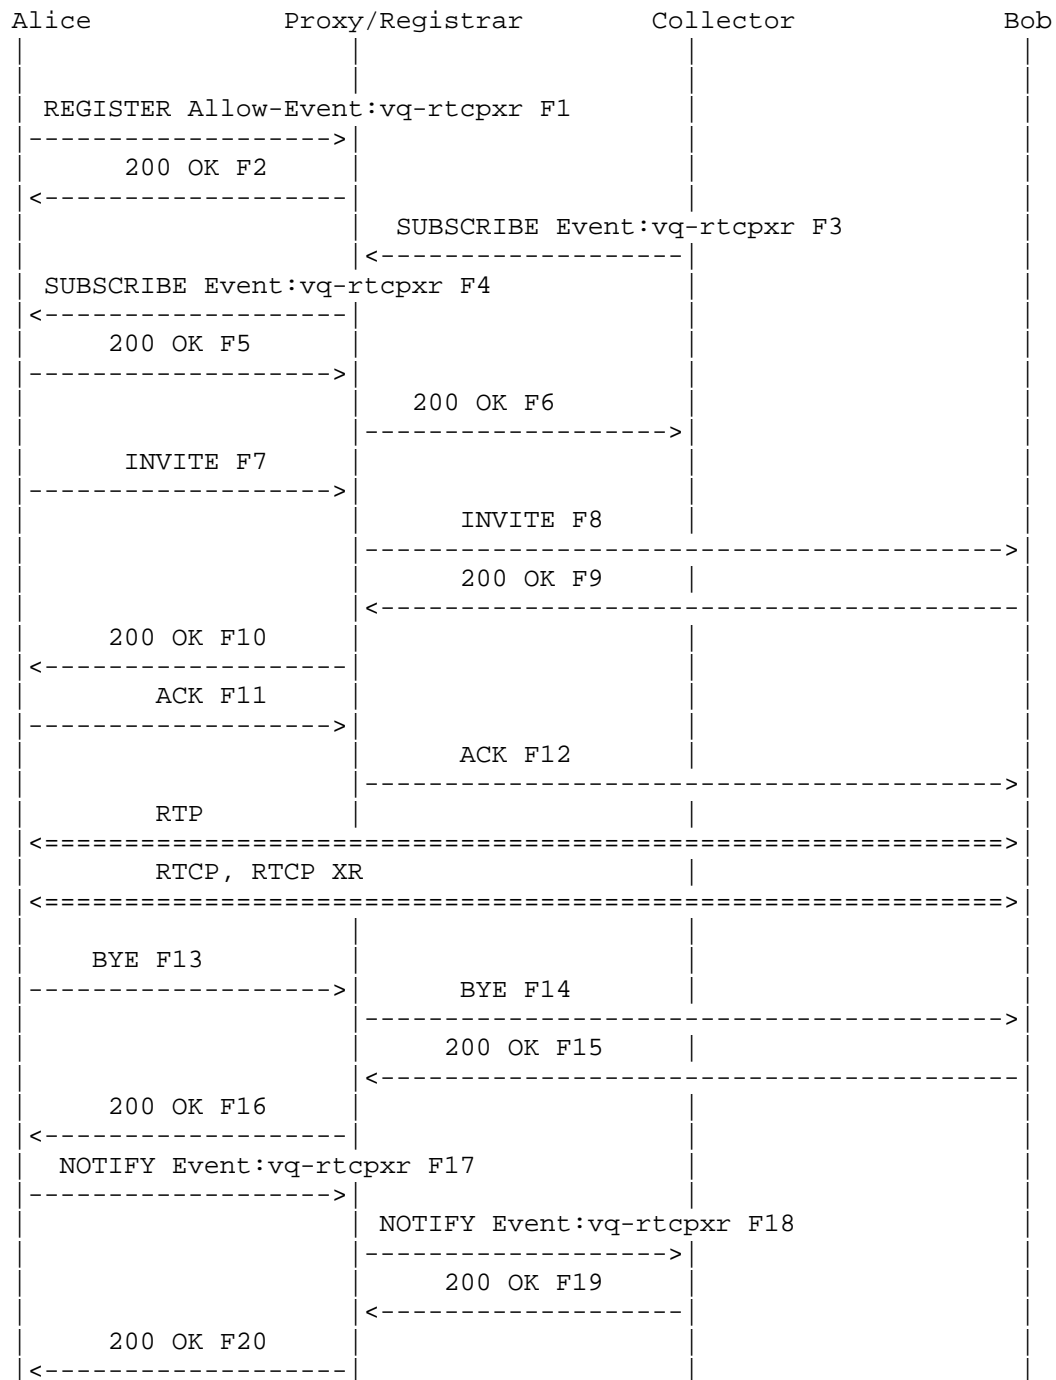 Alice Proxy/Registrar Collector Bob
REGISTER Allow-Event:vq-rtcpxr F1
200 OK F2
SUBSCRIBE Event:vq-rtcpxr F3
SUBSCRIBE Event:vq-rtcpxr F4
200 OK F5
200 OK F6
INVITE F7
INVITE F8
200 OK F9
200 OK F10
ACK F11
ACK F12
RTP
RTCP, RTCP XR
BYE F13
BYE F14
200 OK F15
200 OK F16
NOTIFY Event:vq-rtcpxr F17
NOTIFY Event:vq-rtcpxr F18
200 OK F19
200 OK F20